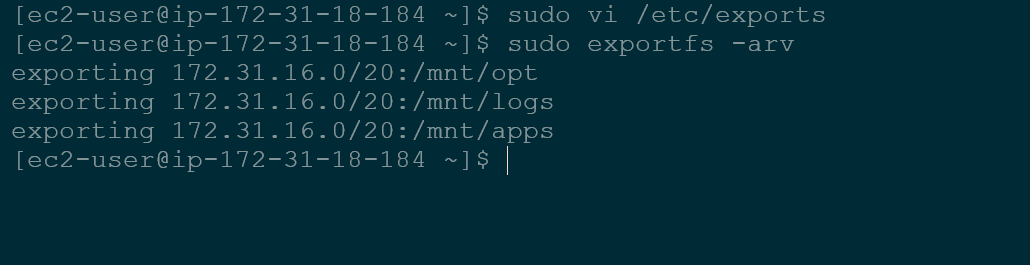 [ec2-user@ip-172-31-18-184 ~]$ sudo vi /etc/exports
[ec2-user@ip-172-31-18-184 ~]$ sudo exportfs -arv
exporting 172.31.16.0/20:/mnt/opt
exporting 172.31.16.0/20:/mnt/logs
exporting 172.31.16.0/20:/mnt/apps
[ec2-user@ip-172-31-18-184 ~]$